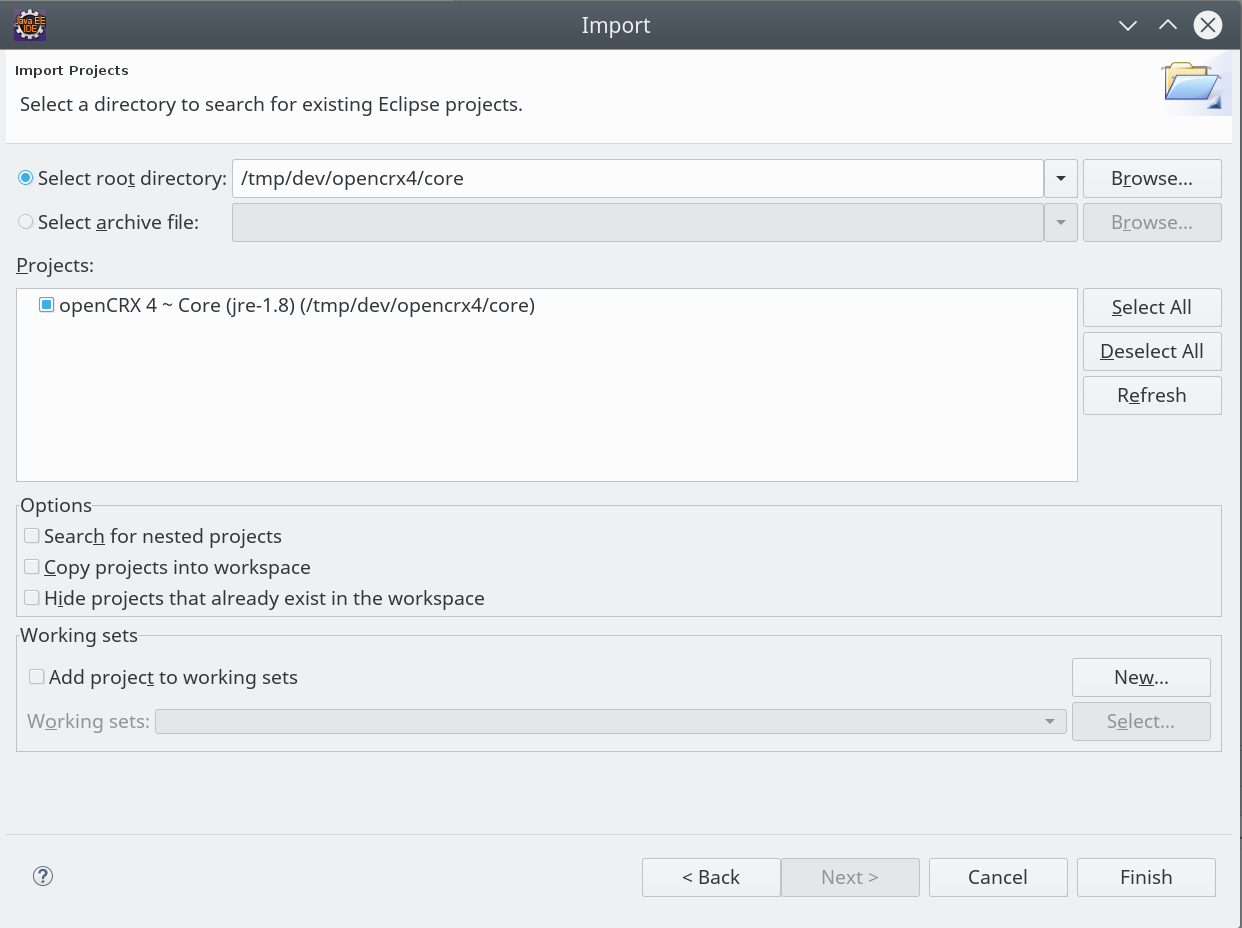 Java EE
IDE
Import
Import Projects
Select a directory to search for existing Eclipse projects.
Select root directory: /tmp/dev/opencrx4/core Browse...
Select archive file: Browse...
Projects:
openCRX 4 ~ Core (jre-1.8) (/tmp/dev/opencrx4/core)
Select All
Deselect All
Refresh
Options
Search for nested projects
Copy projects into workspace
Hide projects that already exist in the workspace
Working sets
Add project to working sets New...
Working sets: Select...
? < Back Next > Cancel Finish